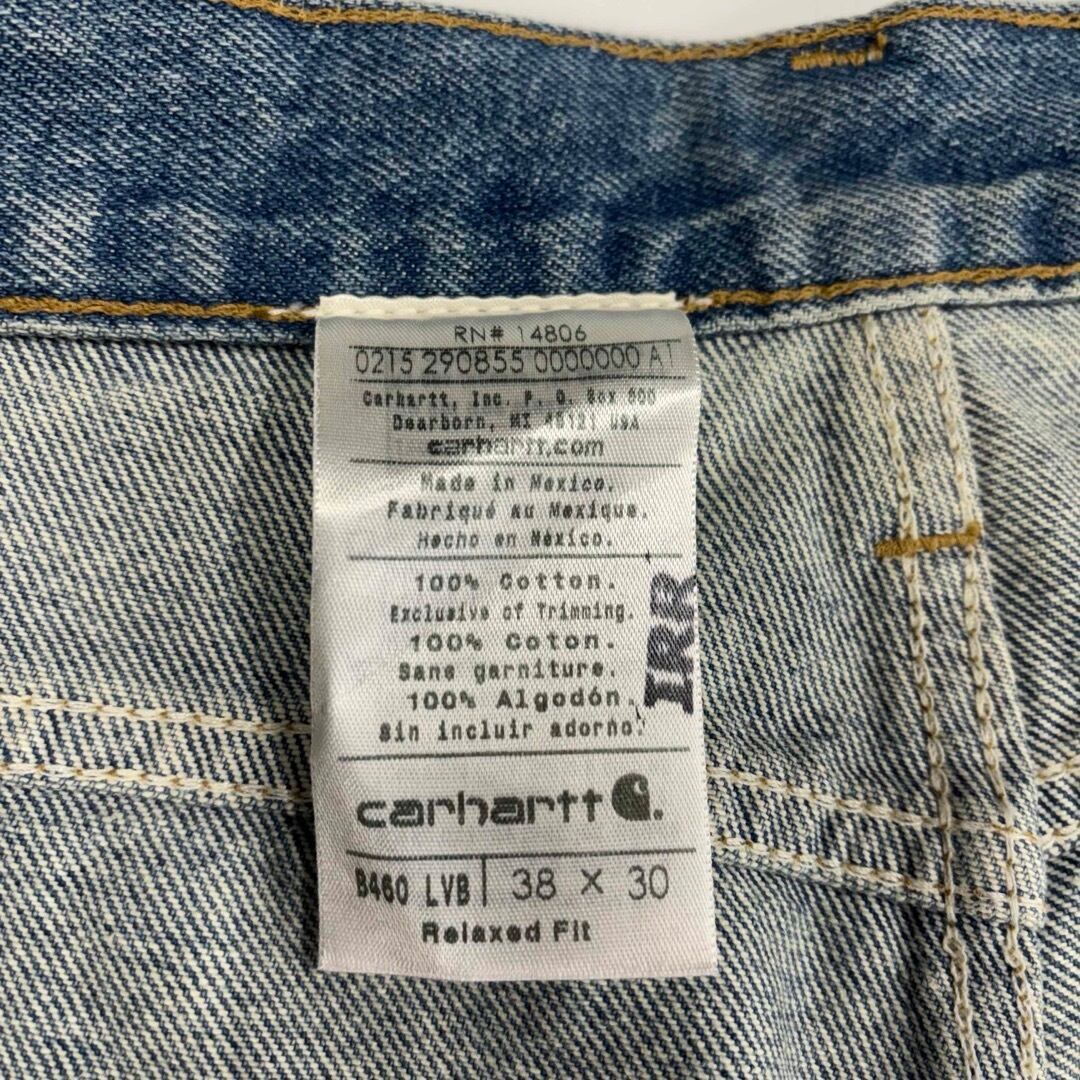 RN# 14806
0215 290855 0000000 A1
Carhartt, Inc. P. O. Box 600
Dearborn, MI 48121 USA
carhartt.com
Made in Mexico.
Fabriqué au Mexique.
Hecho en México.
100% Cotton.
Exclusive of Trimming.
100% Coton.
Sans garniture.
100% Algodón.
Sin incluir adorno.
IRR
carhartt
B460 LVB | 38 X 30
Relaxed Fit